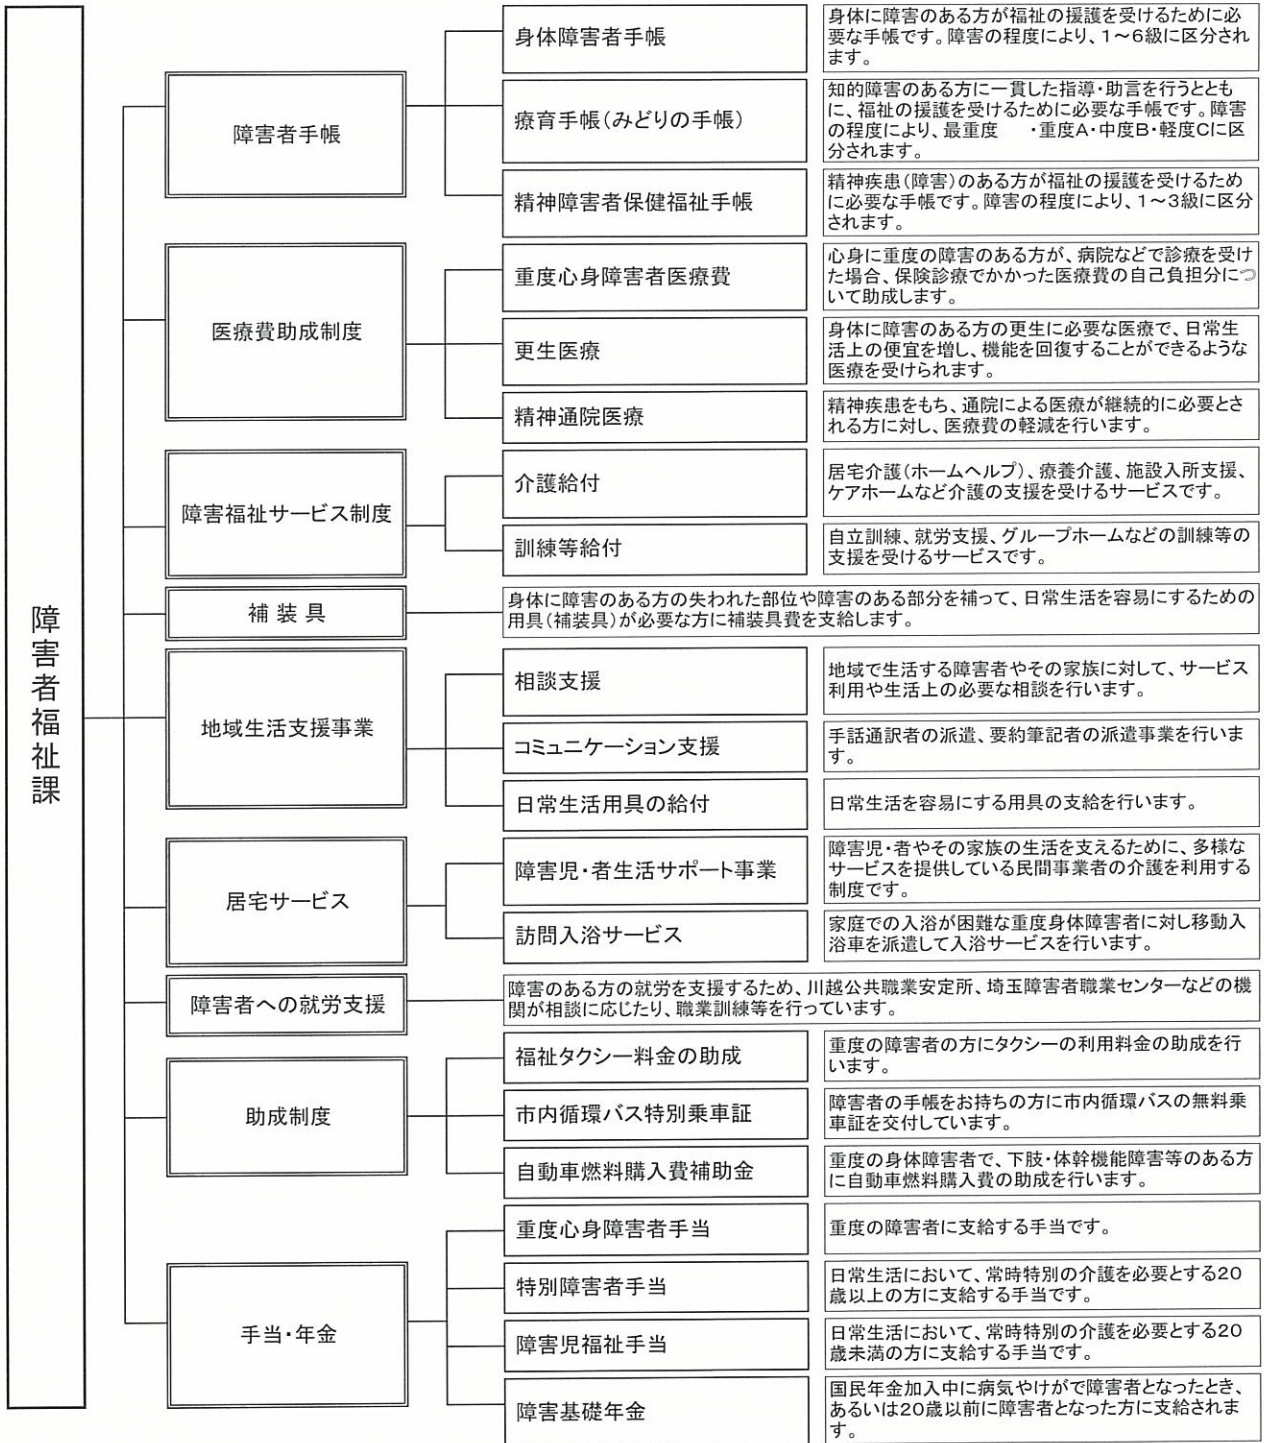 障害者福祉課
障害者手帳
身体障害者手帳
身体に障害のある方が福祉の援護を受けるために必
要な手帳です。障害の程度により、1～6級に区分され
ます。
療育手帳(みどりの手帳)
知的障害のある方に一貫した指導・助言を行うととも
に、福祉の援護を受けるために必要な手帳です。障害
の程度により、最重度　・重度A・中度B・軽度Cに区
分されます。
精神障害者保健福祉手帳
精神疾患(障害)のある方が福祉の援護を受けるため
に必要な手帳です。障害の程度により、1～3級に区分
されます。
医療費助成制度
重度心身障害者医療費
心身に重度の障害のある方が、病院などで診療を受け
た場合、保険診療でかかった医療費の自己負担分につ
いて助成します。
更生医療
身体に障害のある方の更生に必要な医療で、日常生
活上の便宜を増し、機能を回復することができるような
医療を受けられます。
精神通院医療
精神疾患をもち、通院による医療が継続的に必要とさ
れる方に対し、医療費の軽減を行います。
障害福祉サービス制度
介護給付
居宅介護(ホームヘルプ)、療養介護、施設入所支援、
ケアホームなど介護の支援を受けるサービスです。
訓練等給付
自立訓練、就労支援、グループホームなどの訓練等の
支援を受けるサービスです。
補装具
身体に障害のある方の失われた部位や障害のある部分を補って、日常生活を容易にするための
用具(補装具)が必要な方に補装具費を支給します。
地域生活支援事業
相談支援
地域で生活する障害者やその家族に対して、サービス
利用や生活上の必要な相談を行います。
コミュニケーション支援
手話通訳者の派遣、要約筆記者の派遣事業を行いま
す。
日常生活用具の給付
日常生活を容易にする用具の支給を行います。
居宅サービス
障害児・者生活サポート事業
障害児・者やその家族の生活を支えるために、多様な
サービスを提供している民間事業者の介護を利用する
制度です。
訪問入浴サービス
家庭での入浴が困難な重度身体障害者に対し移動入
浴車を派遣して入浴サービスを行います。
障害者への就労支援
障害のある方の就労を支援するため、川越公共職業安定所、埼玉障害者職業センターなどの機
関が相談に応じたり、職業訓練等を行っています。
助成制度
福祉タクシー料金の助成
重度の障害者の方にタクシーの利用料金の助成を行
います。
市内循環バス特別乗車証
障害者の手帳をお持ちの方に市内循環バスの無料乗
車証を交付しています。
自動車燃料購入費補助金
重度の身体障害者で、下肢・体幹機能障害等のある方
に自動車燃料購入費の助成を行います。
手当・年金
重度心身障害者手当
重度の障害者に支給する手当です。
特別障害者手当
日常生活において、常時特別の介護を必要とする20
歳以上の方に支給する手当です。
障害児福祉手当
日常生活において、常時特別の介護を必要とする20
歳未満の方に支給する手当です。
障害基礎年金
国民年金加入中に病気やけがで障害者となったとき、
あるいは20歳以前に障害者となった方に支給されま
す。